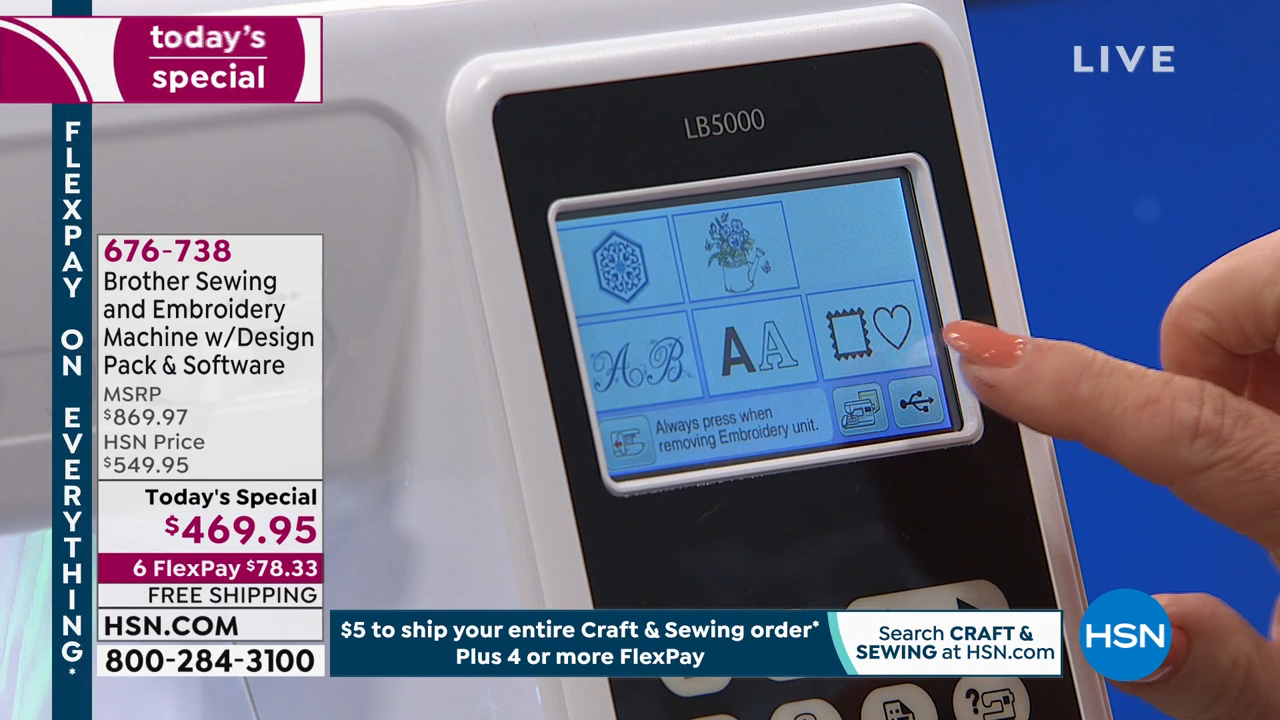 today's
special
LIVE
FLEXPAY ON EVERYTHING*
676-738
Brother Sewing
and Embroidery
Machine w/Design
Pack & Software
MSRP
$869.97
HSN Price
$549.95
Today's Special
$469.95
6 FlexPay $78.33
FREE SHIPPING
HSN.COM
800-284-3100
LB5000
AB
AA
Always press when
removing Embroidery unit.
$5 to ship your entire Craft & Sewing order*
Plus 4 or more FlexPay
Search CRAFT &
SEWING at HSN.com
HSN
?